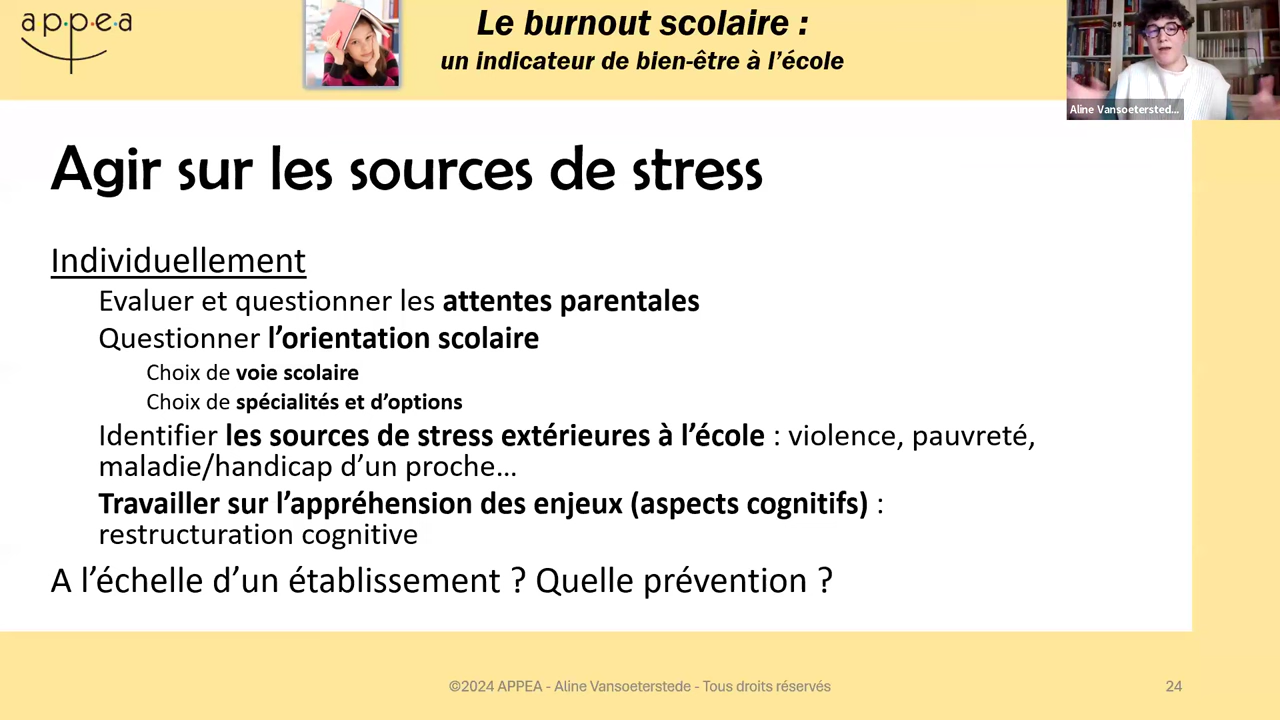 appea
Le burnout scolaire :
un indicateur de bien-être à l'école
Aline Vansoetersted...
Agir sur les sources de stress
Individuellement
Evaluer et questionner les attentes parentales
Questionner l'orientation scolaire
Choix de voie scolaire
Choix de spécialités et d'options
Identifier les sources de stress extérieures à l'école : violence, pauvreté,
maladie/handicap d'un proche...
Travailler sur l'appréhension des enjeux (aspects cognitifs) :
restructuration cognitive
A l'échelle d'un établissement ? Quelle prévention ?
©2024 APPEA - Aline Vansoeterstede - Tous droits réservés
24